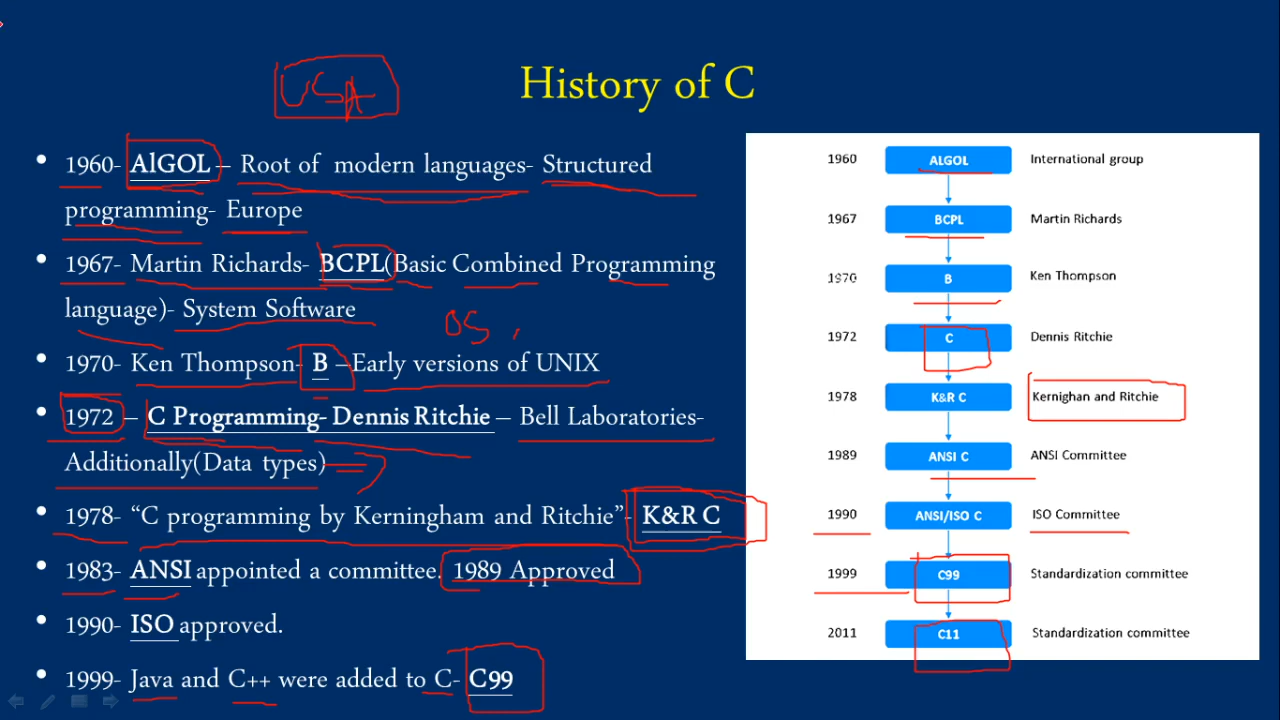 USA
History of C
• 1960- AlGOL – Root of modern languages- Structured
programming- Europe
• 1967- Martin Richards- BCPL(Basic Combined Programming
language)- System Software
OS ,
• 1970- Ken Thompson- B –Early versions of UNIX
• 1972 – C Programming- Dennis Ritchie – Bell Laboratories-
Additionally(Data types)
• 1978- “C programming by Kerningham and Ritchie”- K&R C
• 1983- ANSI appointed a committee. 1989 Approved
• 1990- ISO approved.
• 1999- Java and C++ were added to C- C99
1960 ALGOL International group
1967 BCPL Martin Richards
1970 B Ken Thompson
1972 C Dennis Ritchie
1978 K&R C Kernighan and Ritchie
1989 ANSI C ANSI Committee
1990 ANSI/ISO C ISO Committee
1999 C99 Standardization committee
2011 C11 Standardization committee